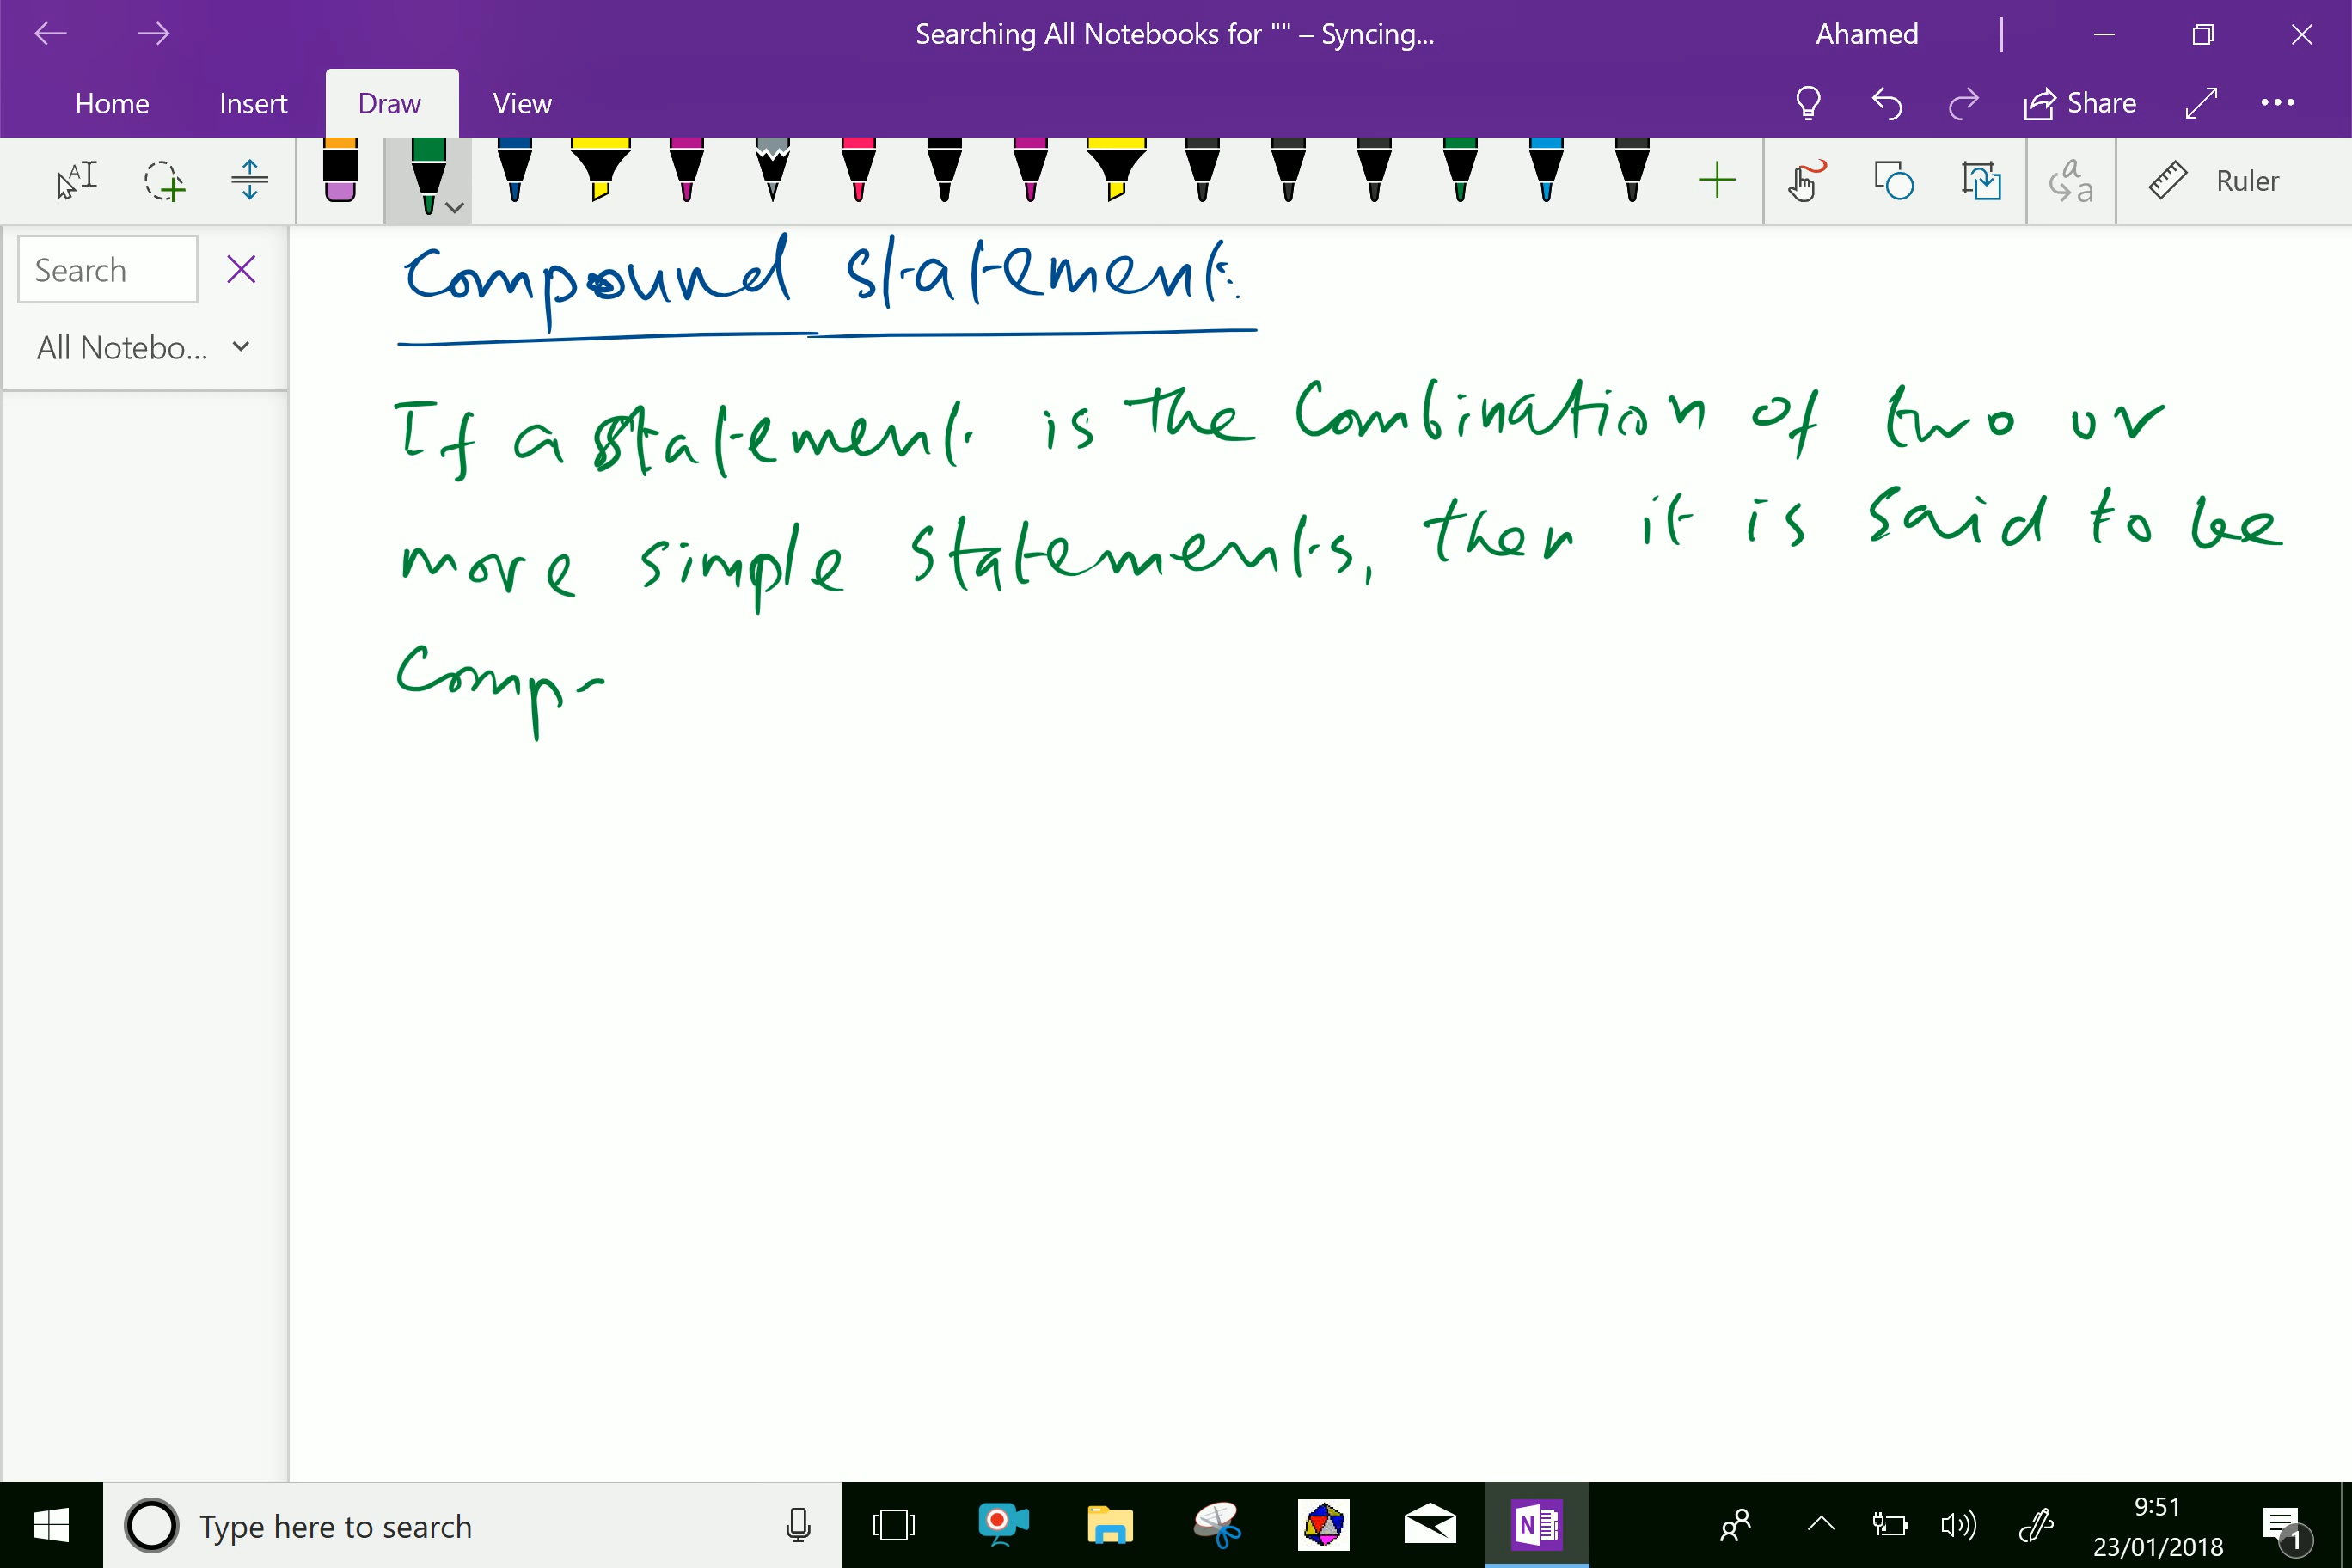 Searching All Notebooks for "" – Syncing...
Ahamed
Home Insert Draw View
Share
Ruler
Search
All Notebo...
Compound statement:
If a statement is the Combination of two or
more simple statements, then it is said to be
Comp
Type here to search
9:51
23/01/2018
1